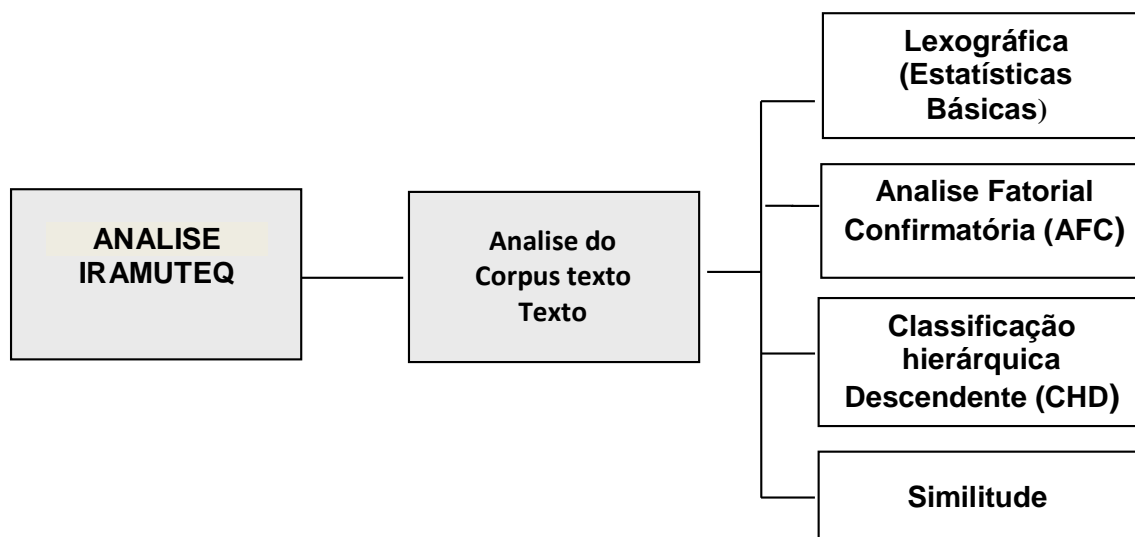 ANALISE
IRAMUTEQ
Analise do
Corpus texto
Texto
Lexográfica
(Estatísticas
Básicas)
Analise Fatorial
Confirmatória (AFC)
Classificação
hierárquica
Descendente (CHD)
Similitude